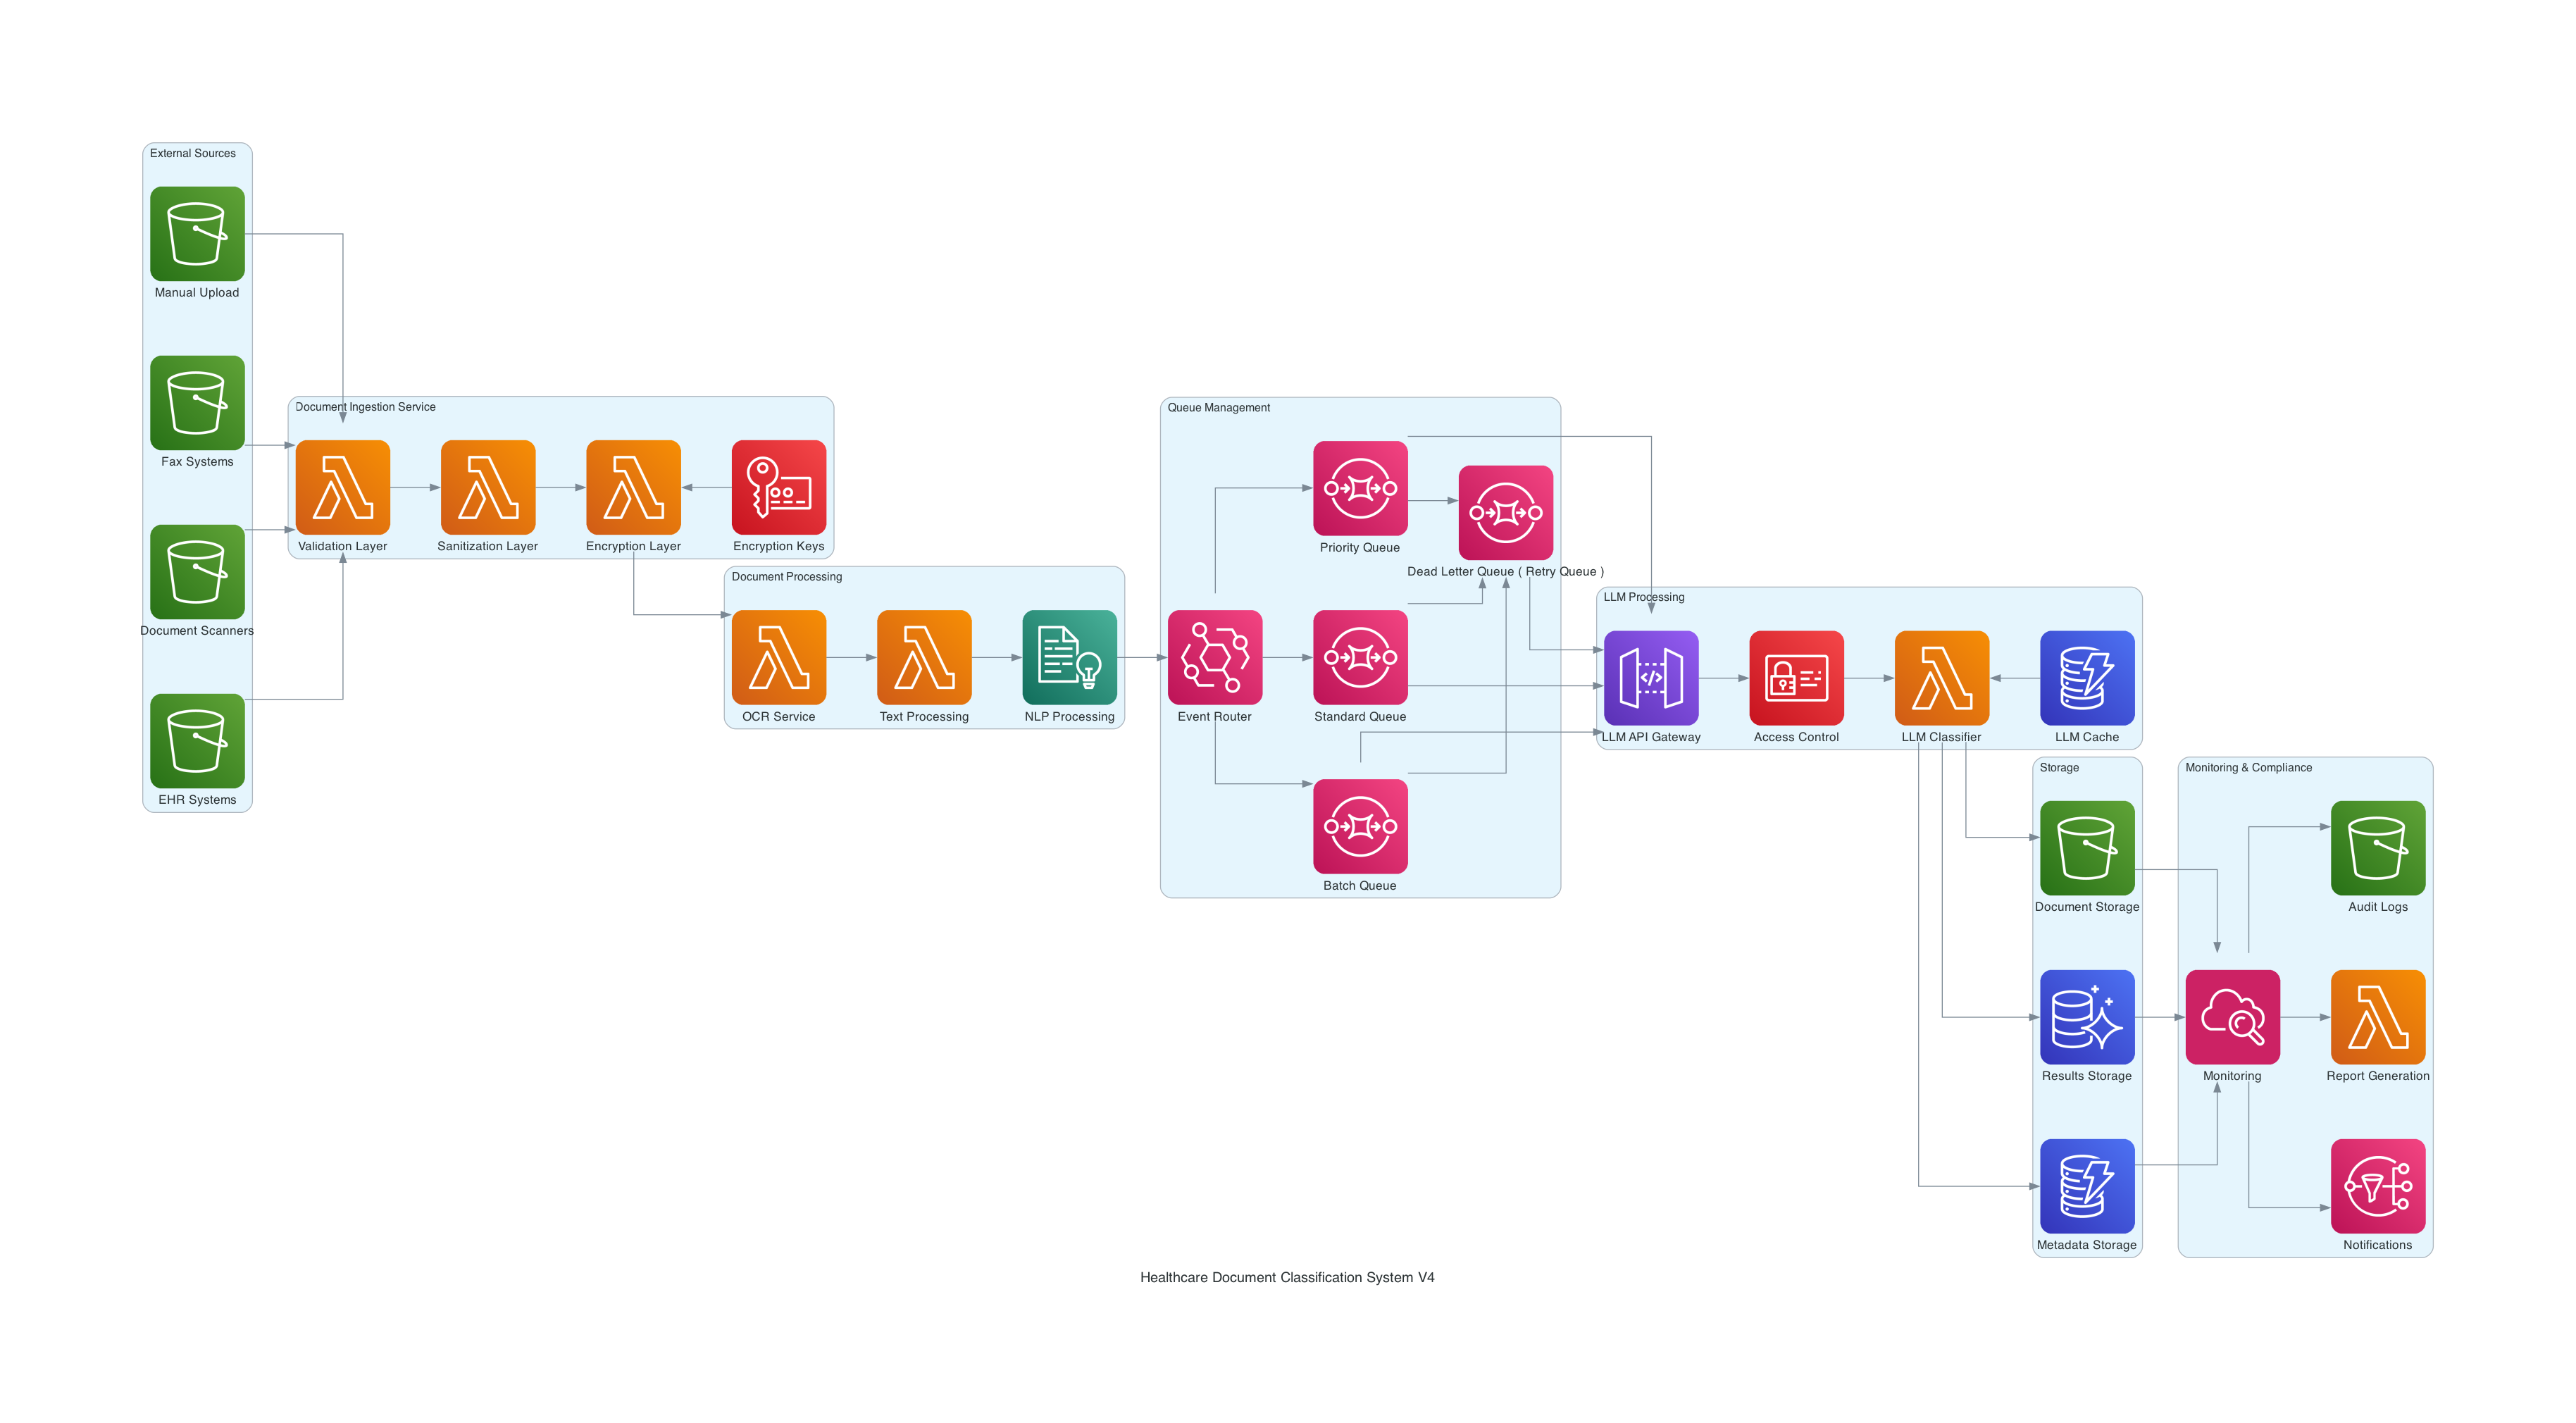 External Sources
Manual Upload
Fax Systems
Document Scanners
EHR Systems
Document Ingestion Service
Validation Layer
Sanitization Layer
Encryption Layer
Encryption Keys
Document Processing
OCR Service
Text Processing
NLP Processing
Queue Management
Priority Queue
Dead Letter Queue ( Retry Queue )
Event Router
Standard Queue
Batch Queue
LLM Processing
LLM API Gateway
Access Control
LLM Classifier
LLM Cache
Storage
Document Storage
Results Storage
Metadata Storage
Monitoring & Compliance
Audit Logs
Monitoring
Report Generation
Notifications
Healthcare Document Classification System V4